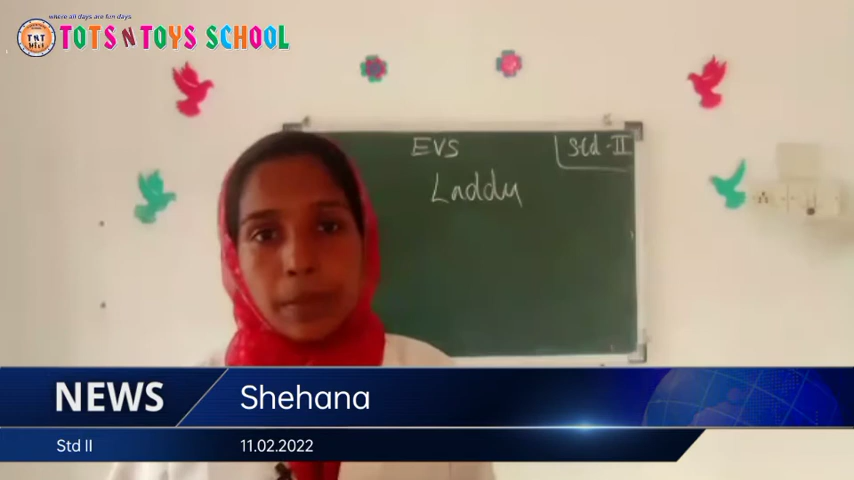 where all days are fun days
TNT
TOTS N TOYS SCHOOL
EVS
Std - II
Laddu
NEWS
Shehana
Std II
11.02.2022